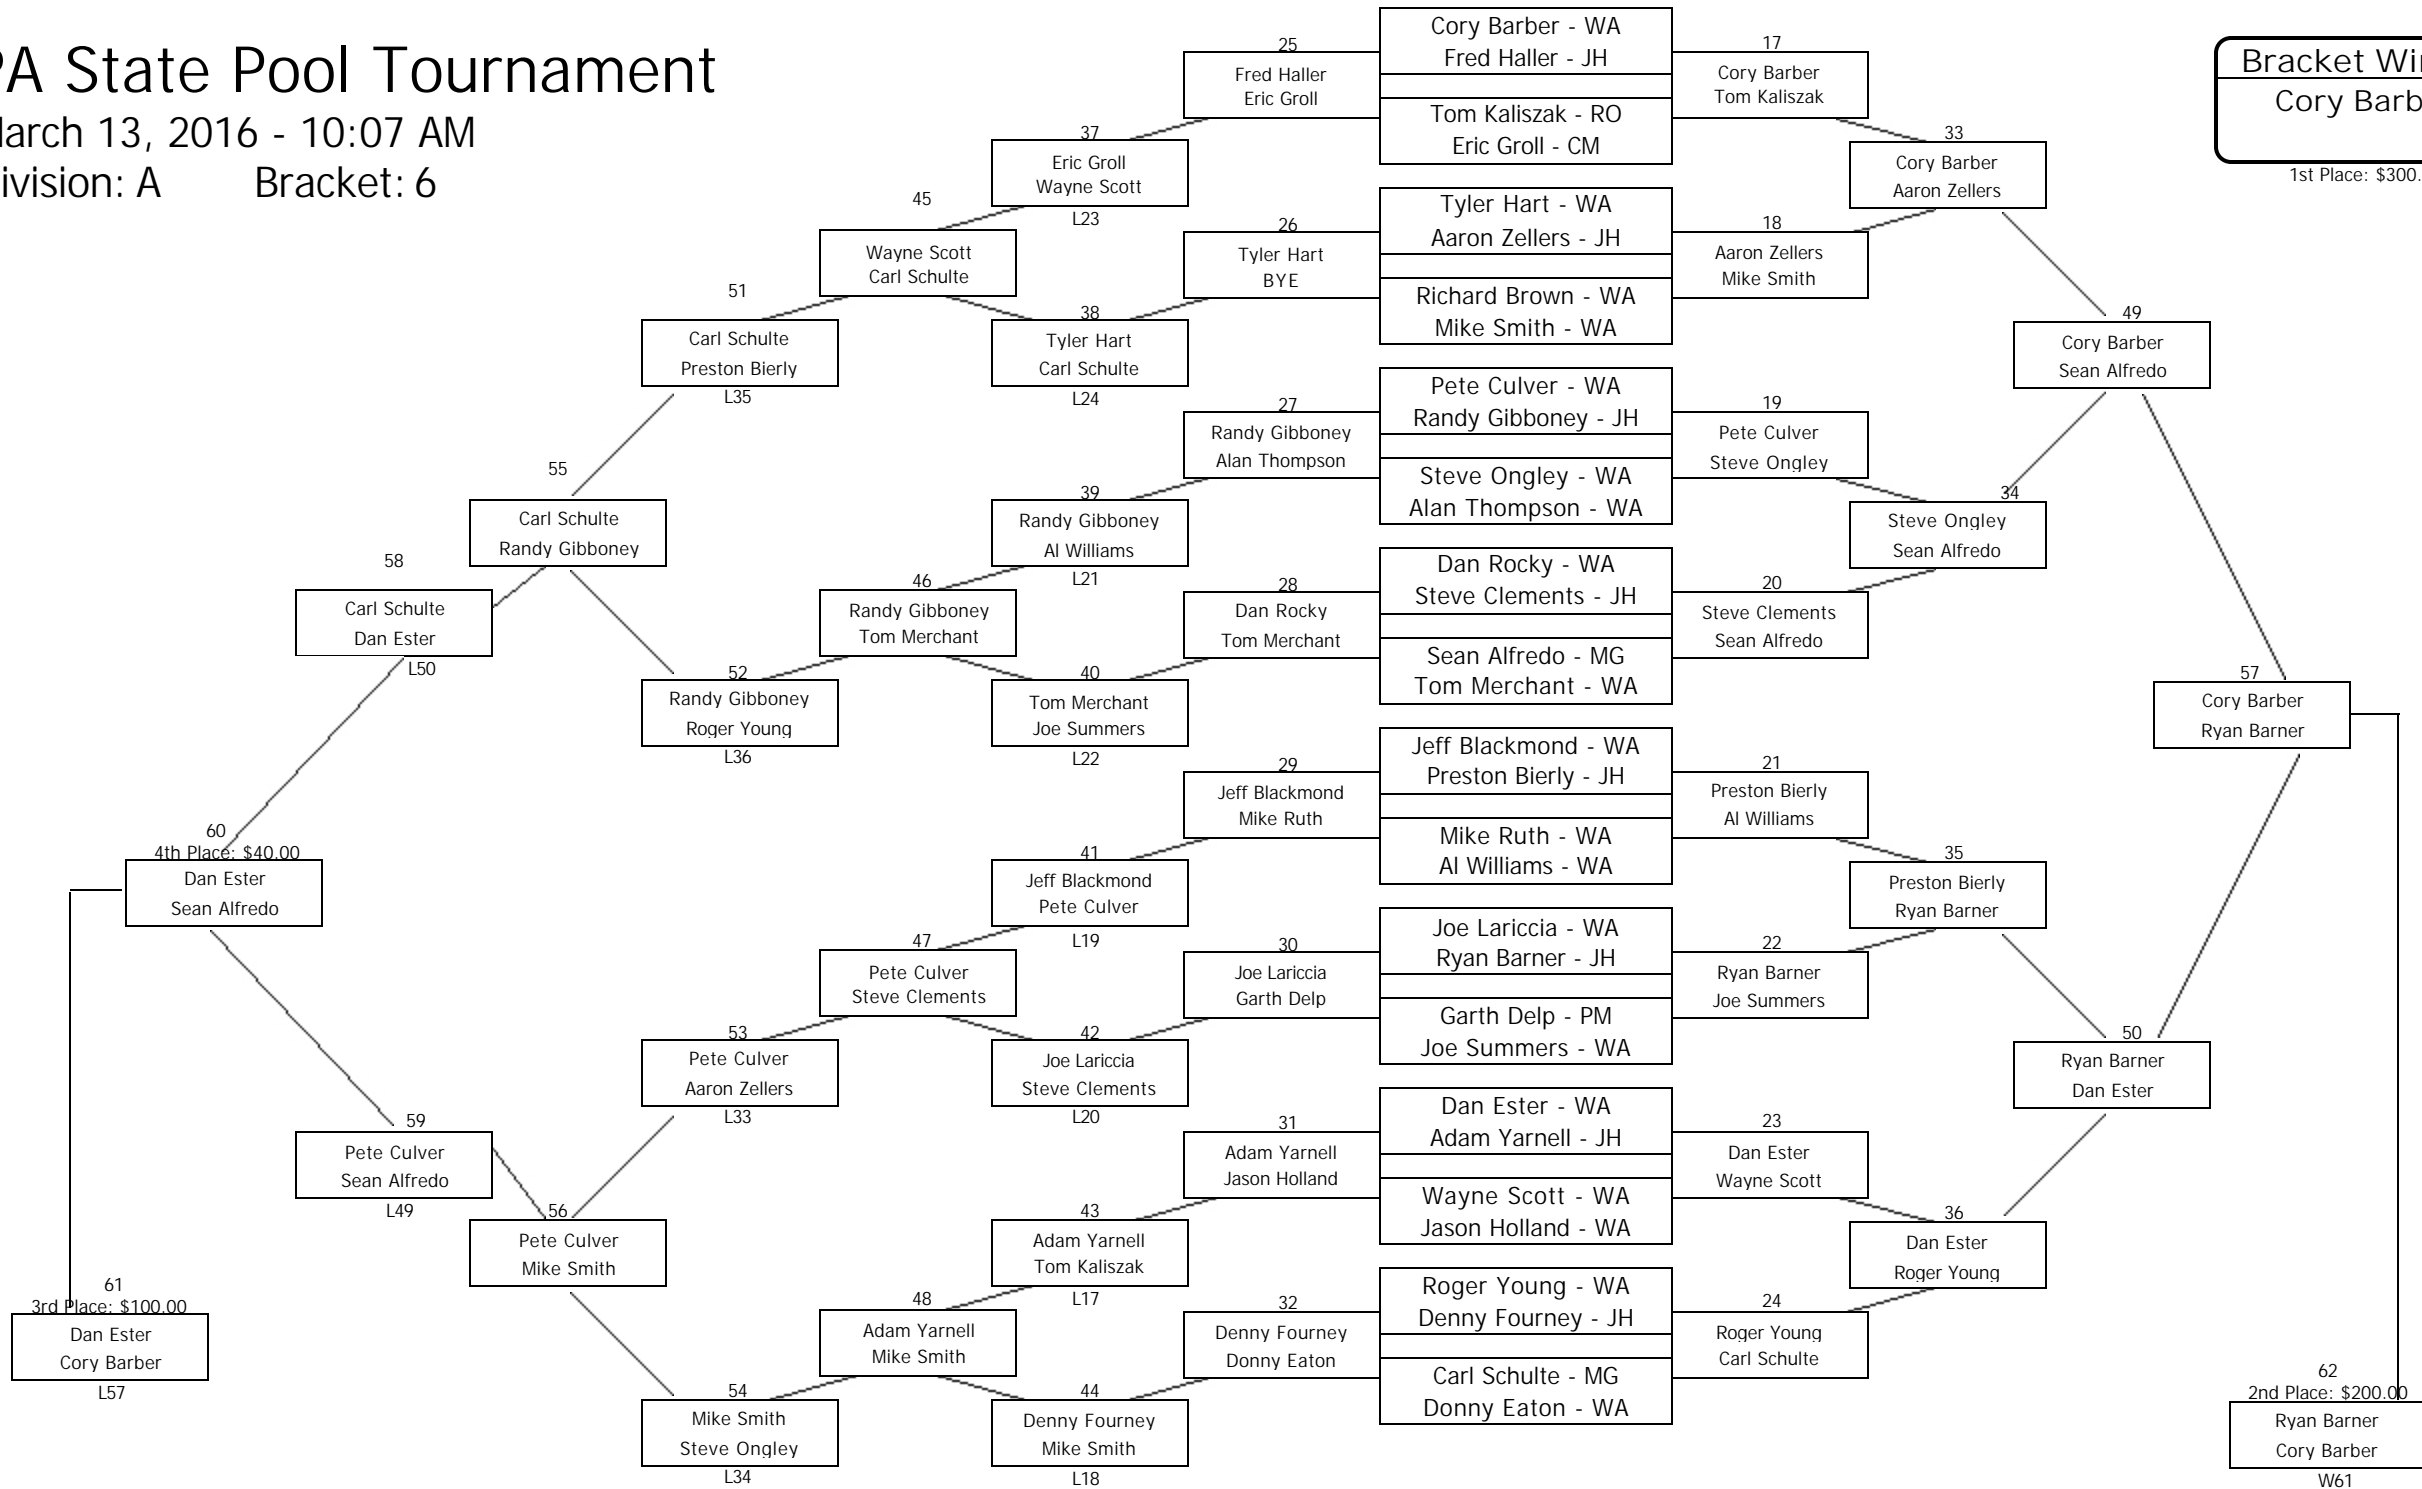 PA State Pool Tournament
March 13, 2016 - 10:07 AM
Division: A Bracket: 6
60
4th Place: $40.00
Dan Ester
Sean Alfredo
61
3rd Place: $100.00
Dan Ester
Cory Barber
L57
58
Carl Schulte
Dan Ester
L50
59
Pete Culver
Sean Alfredo
L49
55
Carl Schulte
Randy Gibboney
56
Pete Culver
Mike Smith
51
Carl Schulte
Preston Bierly
L35
52
Randy Gibboney
Roger Young
L36
53
Pete Culver
Aaron Zellers
L33
54
Mike Smith
Steve Ongley
L34
45
Wayne Scott
Carl Schulte
46
Randy Gibboney
Tom Merchant
47
Pete Culver
Steve Clements
48
Adam Yarnell
Mike Smith
37
Eric Groll
Wayne Scott
L23
38
Tyler Hart
Carl Schulte
L24
39
Randy Gibboney
Al Williams
L21
40
Tom Merchant
Joe Summers
L22
41
Jeff Blackmond
Pete Culver
L19
42
Joe Lariccia
Steve Clements
L20
43
Adam Yarnell
Tom Kaliszak
L17
44
Denny Fourney
Mike Smith
L18
25
Fred Haller
Eric Groll
26
Tyler Hart
BYE
27
Randy Gibboney
Alan Thompson
28
Dan Rocky
Tom Merchant
29
Jeff Blackmond
Mike Ruth
30
Joe Lariccia
Garth Delp
31
Adam Yarnell
Jason Holland
32
Denny Fourney
Donny Eaton
Cory Barber - WA
Fred Haller - JH
Tom Kaliszak - RO
Eric Groll - CM
Tyler Hart - WA
Aaron Zellers - JH
Richard Brown - WA
Mike Smith - WA
Pete Culver - WA
Randy Gibboney - JH
Steve Ongley - WA
Alan Thompson - WA
Dan Rocky - WA
Steve Clements - JH
Sean Alfredo - MG
Tom Merchant - WA
Jeff Blackmond - WA
Preston Bierly - JH
Mike Ruth - WA
Al Williams - WA
Joe Lariccia - WA
Ryan Barner - JH
Garth Delp - PM
Joe Summers - WA
Dan Ester - WA
Adam Yarnell - JH
Wayne Scott - WA
Jason Holland - WA
Roger Young - WA
Denny Fourney - JH
Carl Schulte - MG
Donny Eaton - WA
17
Cory Barber
Tom Kaliszak
18
Aaron Zellers
Mike Smith
19
Pete Culver
Steve Ongley
20
Steve Clements
Sean Alfredo
21
Preston Bierly
Al Williams
22
Ryan Barner
Joe Summers
23
Dan Ester
Wayne Scott
24
Roger Young
Carl Schulte
33
Cory Barber
Aaron Zellers
34
Steve Ongley
Sean Alfredo
35
Preston Bierly
Ryan Barner
36
Dan Ester
Roger Young
49
Cory Barber
Sean Alfredo
50
Ryan Barner
Dan Ester
57
Cory Barber
Ryan Barner
62
2nd Place: $200.00
Ryan Barner
Cory Barber
W61
Bracket Wi
Cory Barb
1st Place: $300.